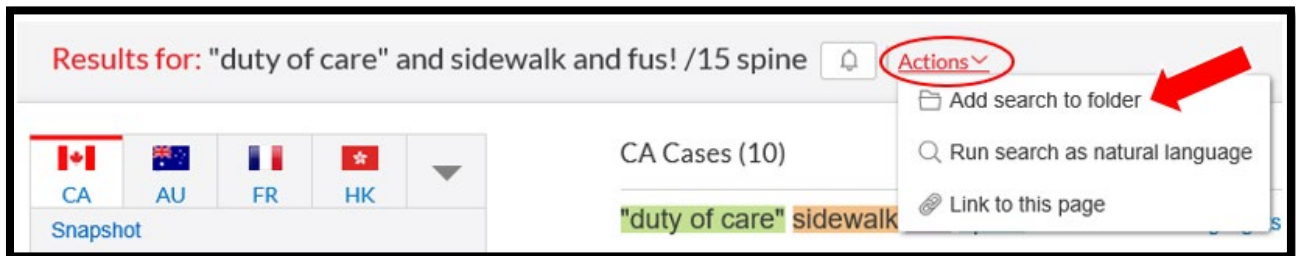 Results for: "duty of care" and sidewalk and fus! /15 spine
Actions
Add search to folder
Run search as natural language
Link to this page
CA
AU
FR
HK
Snapshot
CA Cases (10)
"duty of care" sidewalk